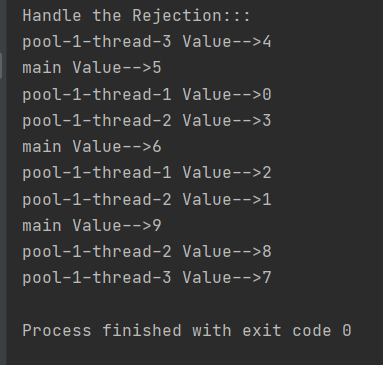 Handle the Rejection:::
pool-1-thread-3 Value-->4
main Value-->5
pool-1-thread-1 Value-->0
pool-1-thread-2 Value-->3
main Value-->6
pool-1-thread-1 Value-->2
pool-1-thread-2 Value-->1
main Value-->9
pool-1-thread-2 Value-->8
pool-1-thread-3 Value-->7
Process finished with exit code 0